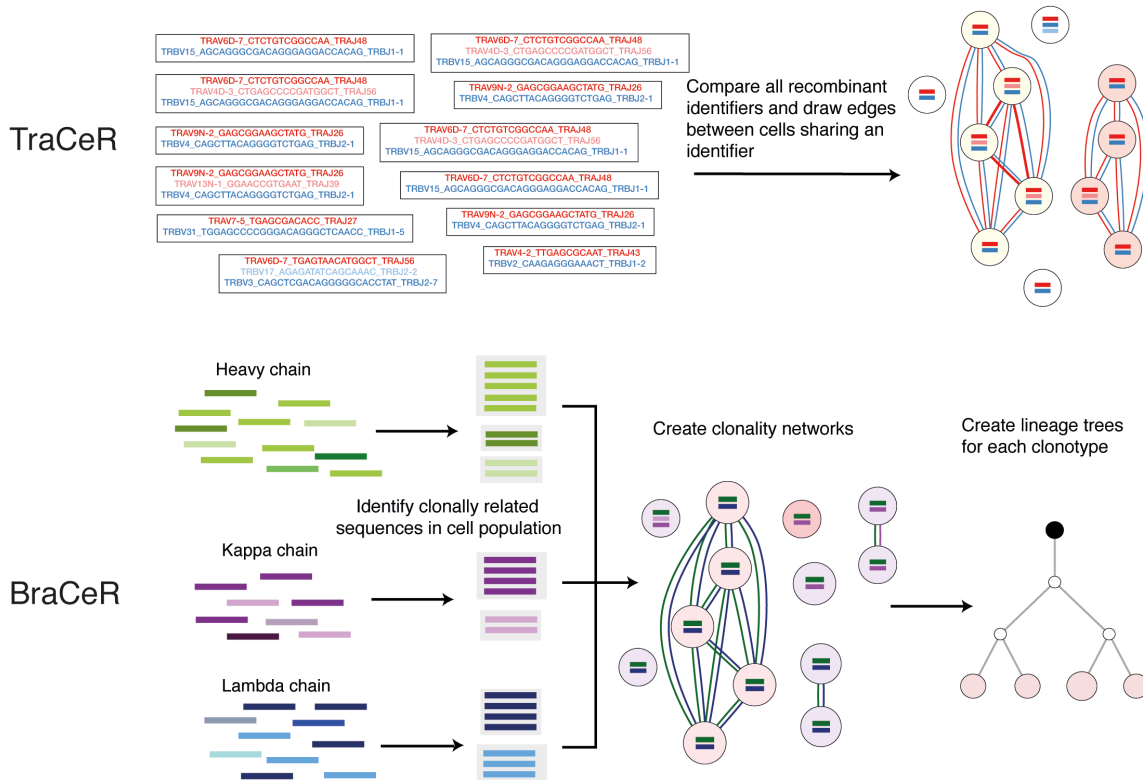 TraCeR
TRAV6D-7_CTCTGTCGGCCAA_TRAJ48
TRBV15_AGCAGGGCGACAGGGAGGACCACAG_TRBJ1-1
TRAV6D-7_CTCTGTCGGCCAA_TRAJ48
TRAV4D-3_CTGAGCCCCGATGGCT_TRAJ56
TRBV15_AGCAGGGCGACAGGGAGGACCACAG_TRBJ1-1
TRAV6D-7_CTCTGTCGGCCAA_TRAJ48
TRAV4D-3_CTGAGCCCCGATGGCT_TRAJ56
TRBV15_AGCAGGGCGACAGGGAGGACCACAG_TRBJ1-1
TRAV9N-2_GAGCGGAAGCTATG_TRAJ26
TRBV4_CAGCTTACAGGGGTCTGAG_TRBJ2-1
TRAV9N-2_GAGCGGAAGCTATG_TRAJ26
TRBV4_CAGCTTACAGGGGTCTGAG_TRBJ2-1
TRAV6D-7_CTCTGTCGGCCAA_TRAJ48
TRAV4D-3_CTGAGCCCCGATGGCT_TRAJ56
TRBV15_AGCAGGGCGACAGGGAGGACCACAG_TRBJ1-1
TRAV9N-2_GAGCGGAAGCTATG_TRAJ26
TRAV13N-1_GGAACCGTGAAT_TRAJ39
TRBV4_CAGCTTACAGGGGTCTGAG_TRBJ2-1
TRAV6D-7_CTCTGTCGGCCAA_TRAJ48
TRBV15_AGCAGGGCGACAGGGAGGACCACAG_TRBJ1-1
TRAV7-5_TGAGCGACACC_TRAJ27
TRBV31_TGGAGCCCCGGGACAGGGCTCAACC_TRBJ1-5
TRAV9N-2_GAGCGGAAGCTATG_TRAJ26
TRBV4_CAGCTTACAGGGGTCTGAG_TRBJ2-1
TRAV6D-7_TGAGTAACATGGCT_TRAJ56
TRBV17_AGAGATATCAGCAAAC_TRBJ2-2
TRBV3_CAGCTCGACAGGGGGCACCTAT_TRBJ2-7
TRAV4-2_TTGAGCGCAAT_TRAJ43
TRBV2_CAAGAGGGAAACT_TRBJ1-2
Compare all recombinant
identifiers and draw edges
between cells sharing an
identifier
BraCeR
Heavy chain
Identify clonally related
sequences in cell population
Kappa chain
Lambda chain
Create clonality networks
Create lineage trees
for each clonotype